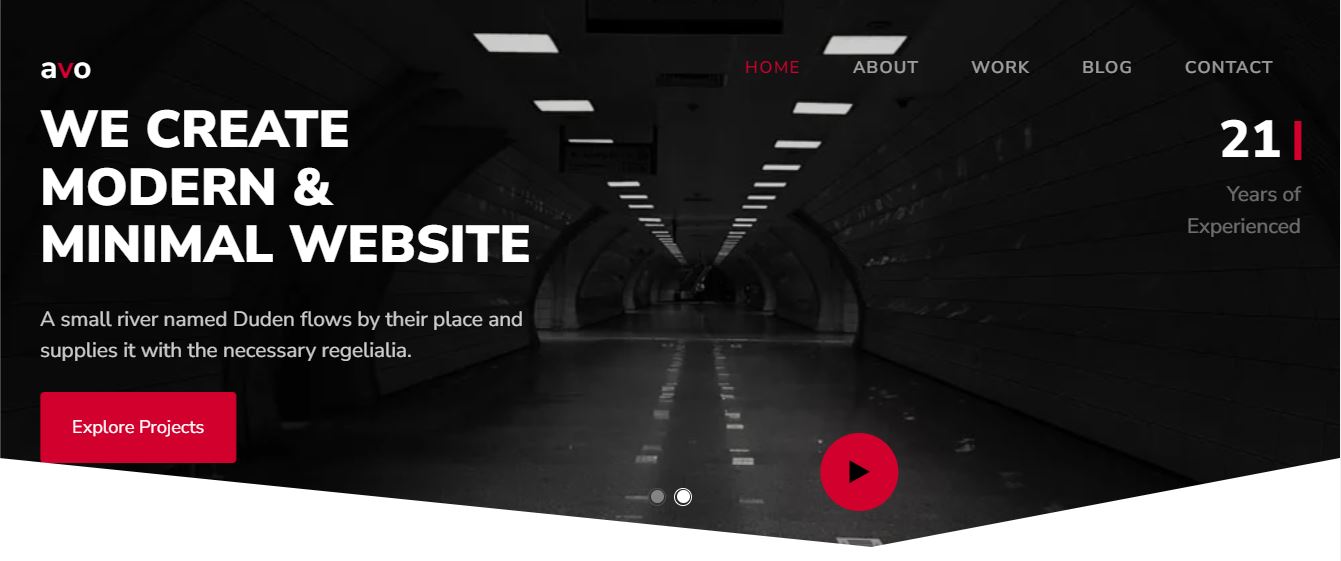 avo
HOME ABOUT WORK BLOG CONTACT
WE CREATE
MODERN &
MINIMAL WEBSITE
21
Years of
Experienced
A small river named Duden flows by their place and
supplies it with the necessary regelialia.
Explore Projects